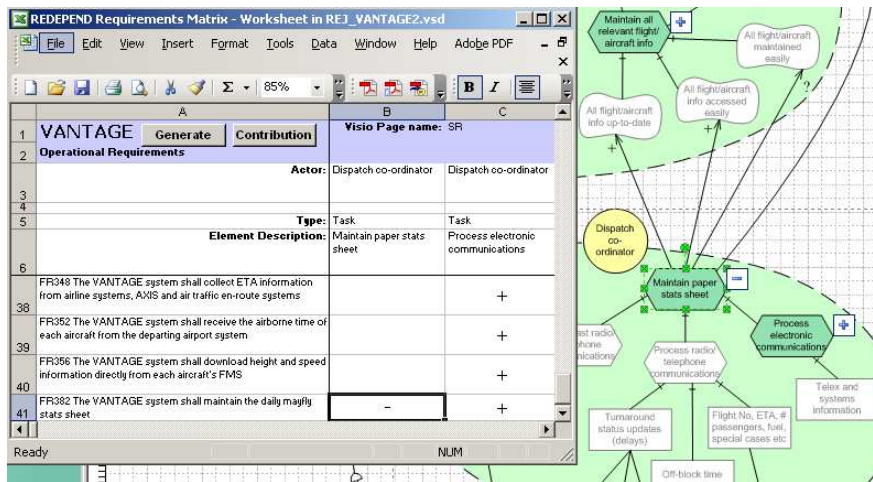 REDEPEND Requirements Matrix - Worksheet in REJ_VANTAGE2.vsd
File Edit View Insert Format Tools Data Window Help Adobe PDF
Σ 85% B I
A B C
1 VANTAGE Generate Contribution Visio Page name: SR
2 Operational Requirements
Actor: Dispatch co-ordinator Dispatch co-ordinator
3
4
5 Type: Task Task
Element Description: Maintain paper stats sheet Process electronic communications
6
FR348 The VANTAGE system shall collect ETA information
from airline systems, AXIS and air traffic en-route systems
38 +
FR352 The VANTAGE system shall receive the airborne time of
each aircraft from the departing airport system
39 +
FR356 The VANTAGE system shall download height and speed
information directly from each aircraft's FMS
40 +
FR382 The VANTAGE system shall maintain the daily mayfly
stats sheet
41 - +
Ready NUM
Maintain all
relevant flight/
aircraft info
+
All flight/aircraft
maintained
easily
?
All flight/aircraft
info accessed
easily
+
All flight/aircraft
info up-to-date
+
Dispatch
co-
ordinator
Maintain paper
stats sheet
-
Process
electronic
communications
+
radio/
Process radio/
telephone
communications
Telex and
systems
information
Turnaround
status updates
(delays)
Flight No, ETA, #
passengers, fuel,
special cases etc
Off-block time